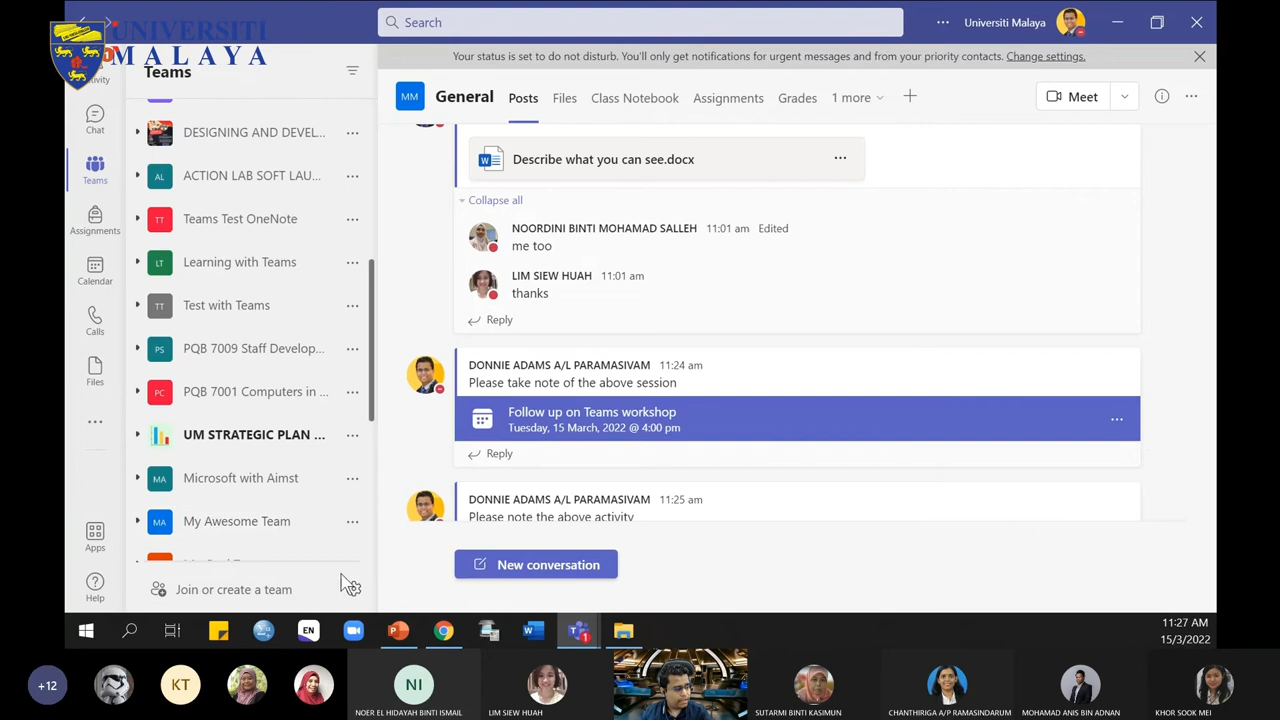 UNIVERSITI
MALAYA
Search
Universiti Malaya
Your status is set to do not disturb. You'll only get notifications for urgent messages and from your priority contacts. Change settings.
Teams
Chat
Teams
Assignments
Calendar
Calls
Files
Apps
Help
DESIGNING AND DEVEL...
AL ACTION LAB SOFT LAU...
TT Teams Test OneNote
LT Learning with Teams
TT Test with Teams
PS PQB 7009 Staff Develop...
PC PQB 7001 Computers in ...
UM STRATEGIC PLAN ...
MA Microsoft with Aimst
MA My Awesome Team
Join or create a team
MM General Posts Files Class Notebook Assignments Grades 1 more
Meet
Describe what you can see.docx
Collapse all
NOORDINI BINTI MOHAMAD SALLEH 11:01 am Edited
me too
LIM SIEW HUAH 11:01 am
thanks
Reply
DONNIE ADAMS A/L PARAMASIVAM 11:24 am
Please take note of the above session
Follow up on Teams workshop
Tuesday, 15 March, 2022 @ 4:00 pm
Reply
DONNIE ADAMS A/L PARAMASIVAM 11:25 am
Please note the above activity
New conversation
EN
1
11:27 AM
15/3/2022
+12
KT
NI
NOER EL HIDAYAH BINTI ISMAIL
LIM SIEW HUAH
SUTARMI BINTI KASIMUN
CHANTHIRIGA A/P RAMASINDARUM
MOHAMAD ANIS BIN ADNAN
KHOR SOOK MEI